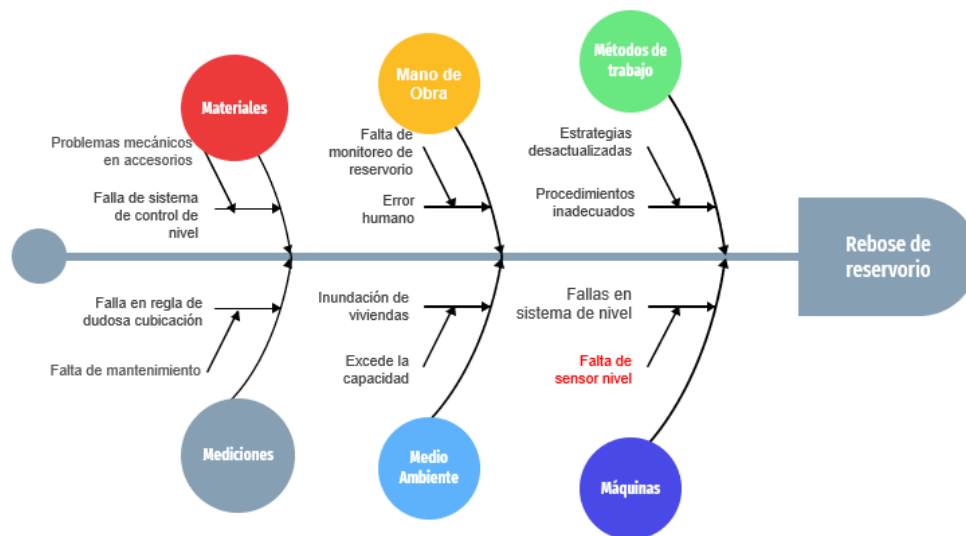 Materiales
Mano de
Obra
Métodos de
trabajo
Problemas mecánicos
en accesorios
Falla de sistema
de control de
nivel
Falta de
monitoreo de
reservorio
Error
humano
Estrategias
desactualizadas
Procedimientos
inadecuados
Rebose de
reservorio
Falla en regla de
dudosa cubicación
Falta de mantenimiento
Inundación de
viviendas
Excede la
capacidad
Fallas en
sistema de nivel
Falta de
sensor nivel
Mediciones
Medio
Ambiente
Máquinas